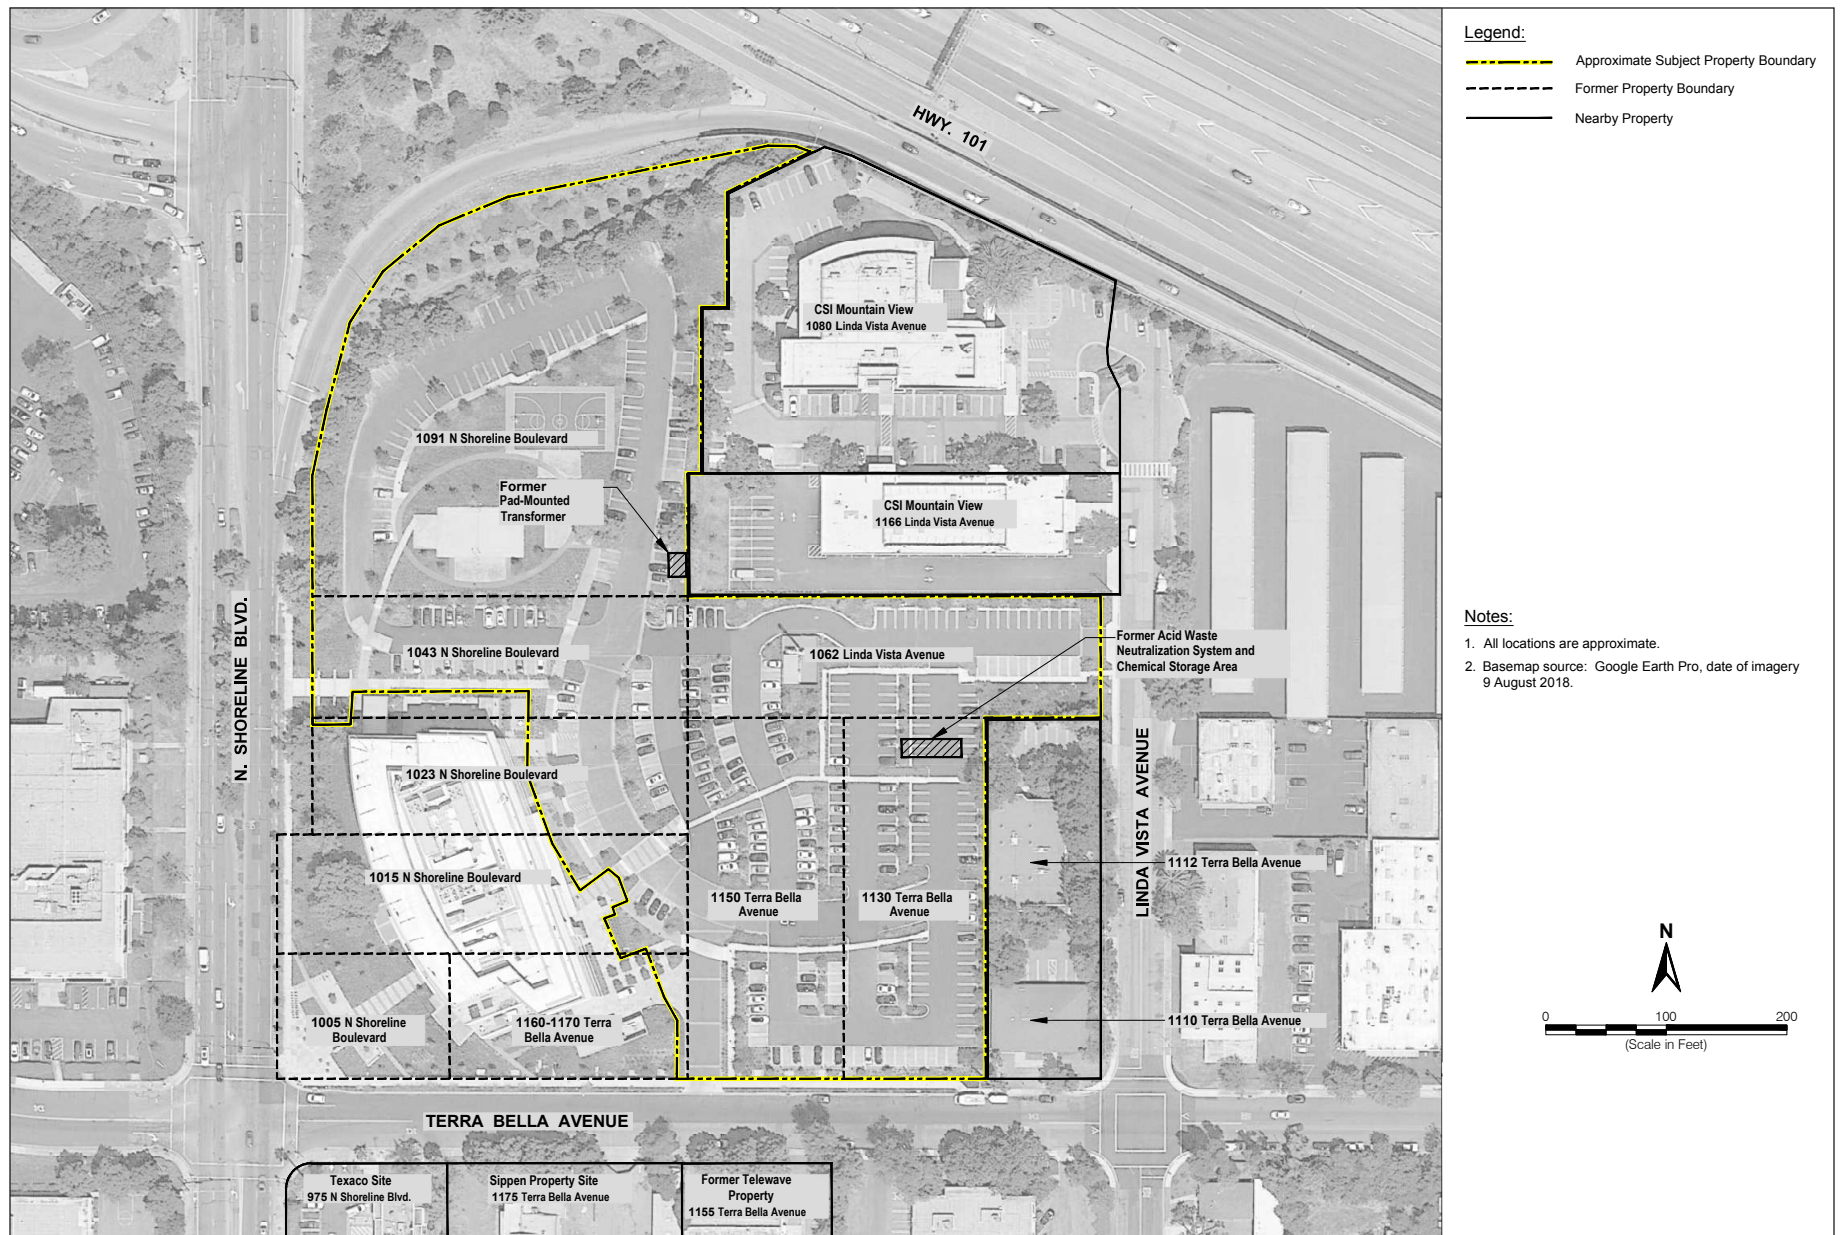 HWY. 101
CSI Mountain View
1080 Linda Vista Avenue
1091 N Shoreline Boulevard
Former
Pad-Mounted
Transformer
CSI Mountain View
1166 Linda Vista Avenue
N. SHORELINE BLVD.
1043 N Shoreline Boulevard
1062 Linda Vista Avenue
Former Acid Waste
Neutralization System and
Chemical Storage Area
1023 N Shoreline Boulevard
LINDA VISTA AVENUE
1015 N Shoreline Boulevard
1150 Terra Bella
Avenue
1130 Terra Bella
Avenue
1112 Terra Bella Avenue
1005 N Shoreline
Boulevard
1160-1170 Terra
Bella Avenue
1110 Terra Bella Avenue
TERRA BELLA AVENUE
Texaco Site
975 N Shoreline Blvd.
Sippen Property Site
1175 Terra Bella Avenue
Former Telewave
Property
1155 Terra Bella Avenue
Legend:
Approximate Subject Property Boundary
Former Property Boundary
Nearby Property
Notes:
1. All locations are approximate.
2. Basemap source: Google Earth Pro, date of imagery
9 August 2018.
N
0 100 200
(Scale in Feet)